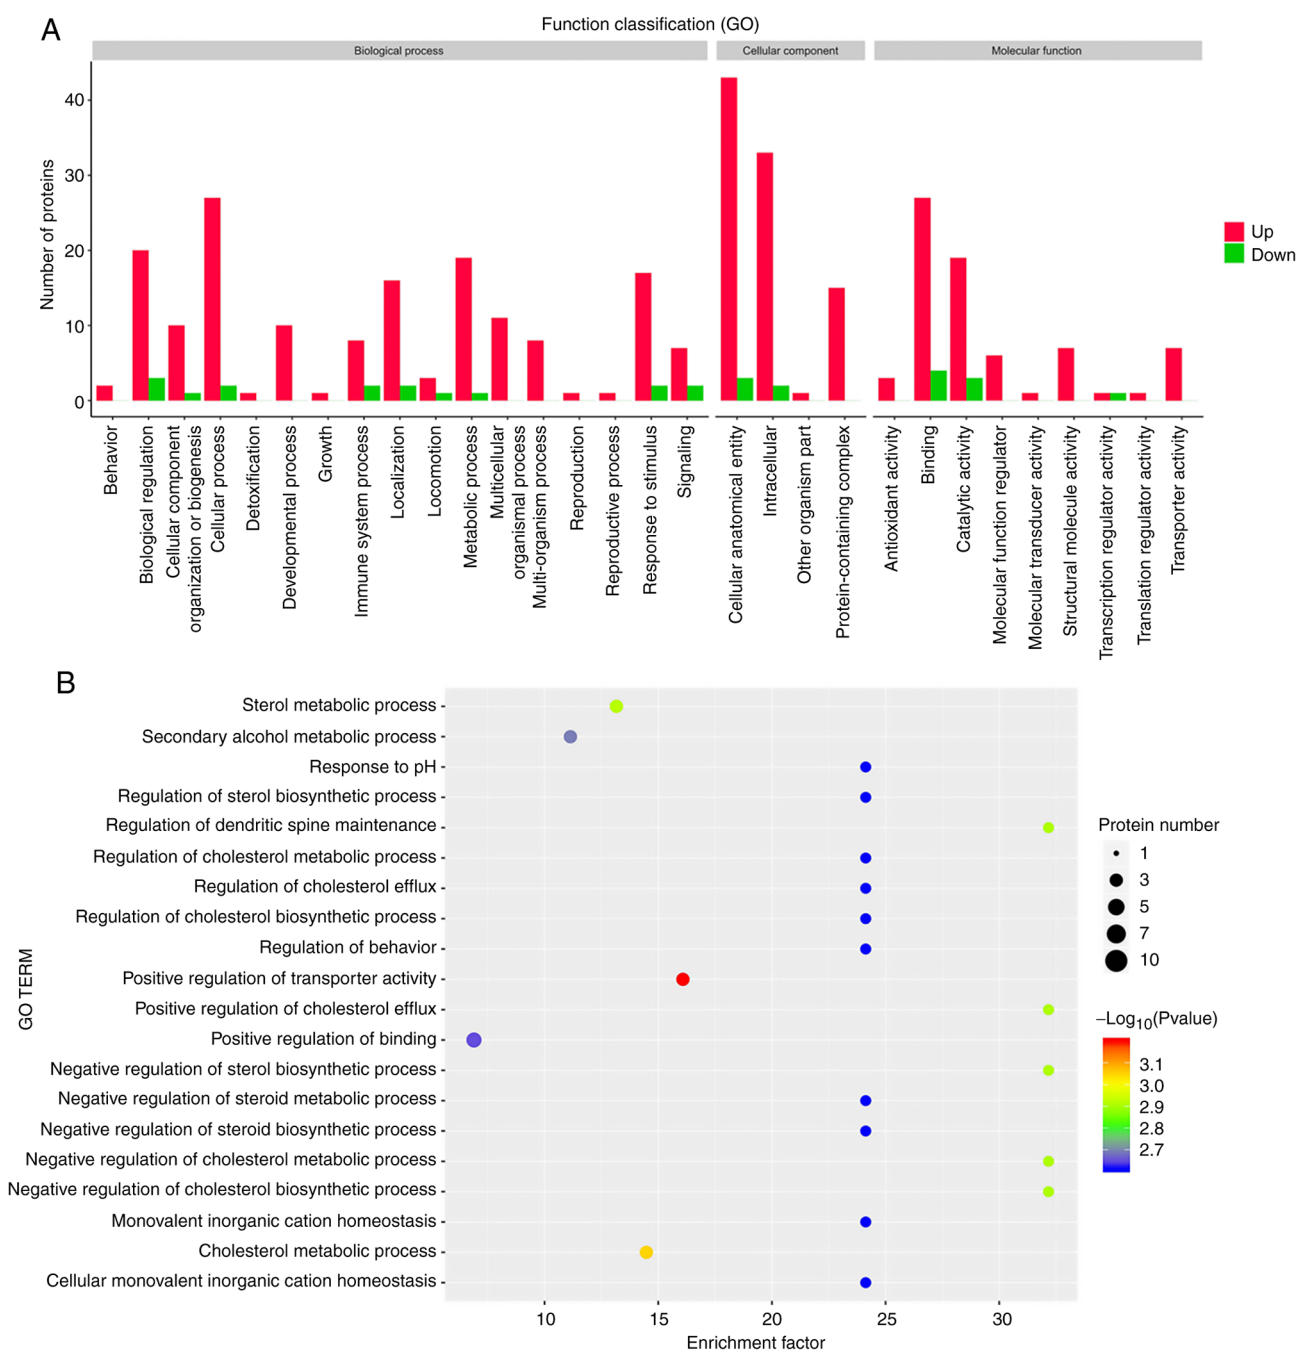 A
Function classification (GO)
Biological process
Cellular component
Molecular function
Number of proteins
40
30
20
10
0
Up
Down
Behavior
Biological regulation
Cellular component
organization or biogenesis
Cellular process
Detoxification
Developmental process
Growth
Immune system process
Localization
Locomotion
Metabolic process
Multicellular
organismal process
Multi-organism process
Reproduction
Reproductive process
Response to stimulus
Signaling
Cellular anatomical entity
Intracellular
Other organism part
Protein-containing complex
Antioxidant activity
Binding
Catalytic activity
Molecular function regulator
Molecular transducer activity
Structural molecule activity
Transcription regulator activity
Translation regulator activity
Transporter activity
B
GO TERM
Sterol metabolic process
Secondary alcohol metabolic process
Response to pH
Regulation of sterol biosynthetic process
Regulation of dendritic spine maintenance
Regulation of cholesterol metabolic process
Regulation of cholesterol efflux
Regulation of cholesterol biosynthetic process
Regulation of behavior
Positive regulation of transporter activity
Positive regulation of cholesterol efflux
Positive regulation of binding
Negative regulation of sterol biosynthetic process
Negative regulation of steroid metabolic process
Negative regulation of steroid biosynthetic process
Negative regulation of cholesterol metabolic process
Negative regulation of cholesterol biosynthetic process
Monovalent inorganic cation homeostasis
Cholesterol metabolic process
Cellular monovalent inorganic cation homeostasis
10
15
20
25
30
Enrichment factor
Protein number
1
3
5
7
10
−Log10(Pvalue)
3.1
3.0
2.9
2.8
2.7